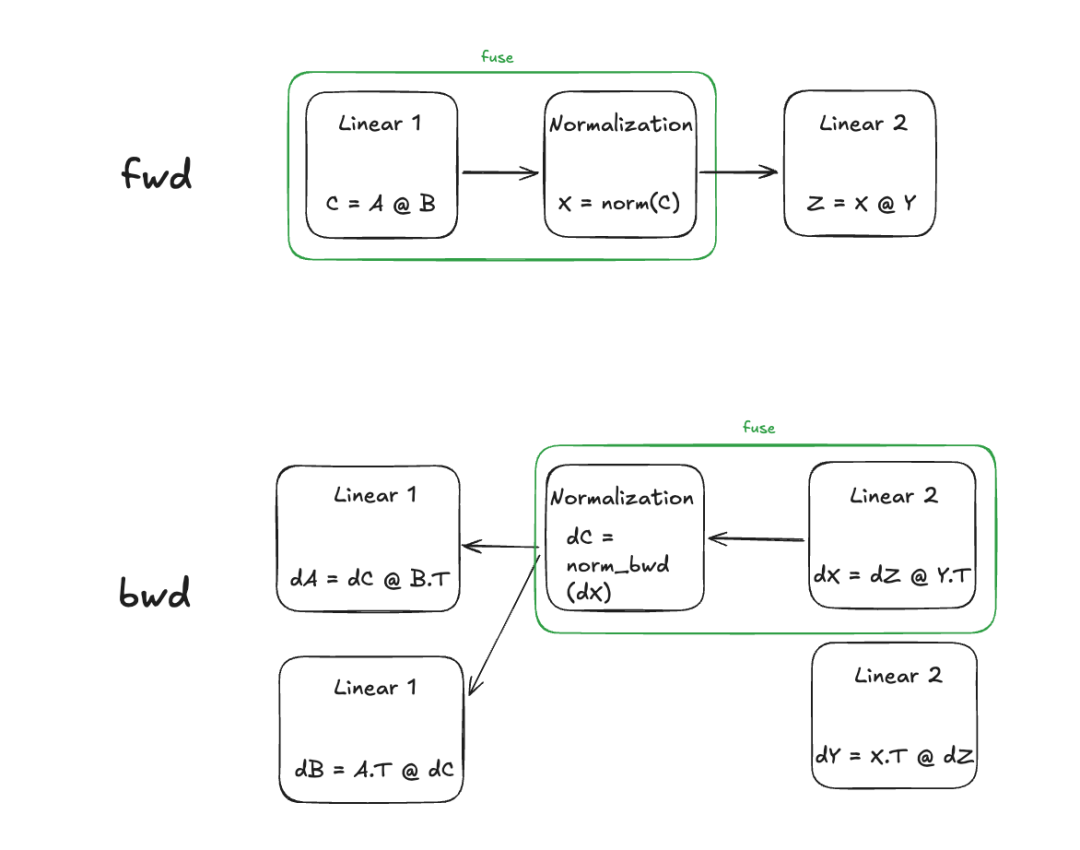 fuse
Linear 1
Normalization
Linear 2
fwd
C = A @ B
X = norm(C)
Z = X @ Y
fuse
Linear 1
Normalization
Linear 2
dC =
norm_bwd
(dX)
dA = dC @ B.T
dX = dZ @ Y.T
bwd
Linear 1
Linear 2
dB = A.T @ dC
dY = X.T @ dZ